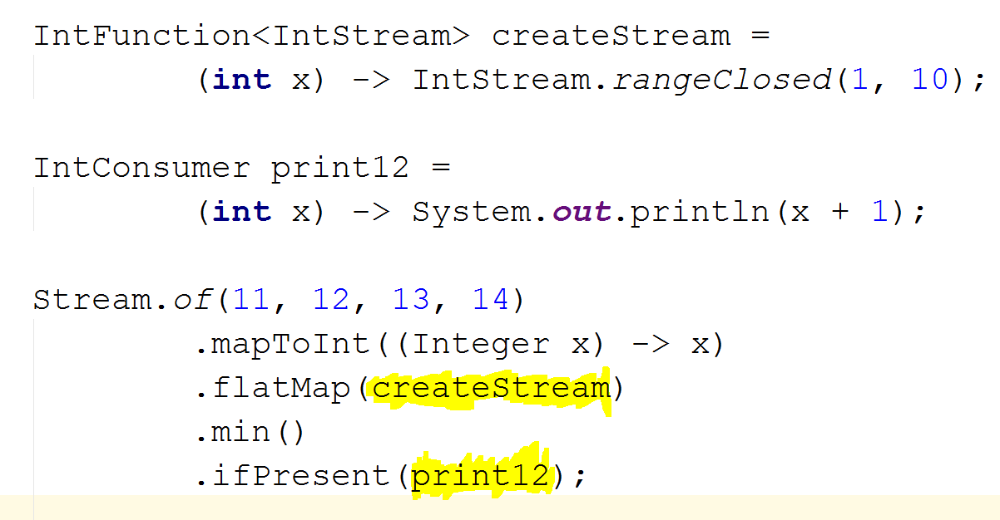 IntFunction<IntStream> createStream =
(int x) -> IntStream.rangeClosed(1, 10);
IntConsumer print12 =
(int x) -> System.out.println(x + 1);
Stream.of(11, 12, 13, 14)
.mapToInt((Integer x) -> x)
.flatMap(createStream)
.min()
.ifPresent(print12);